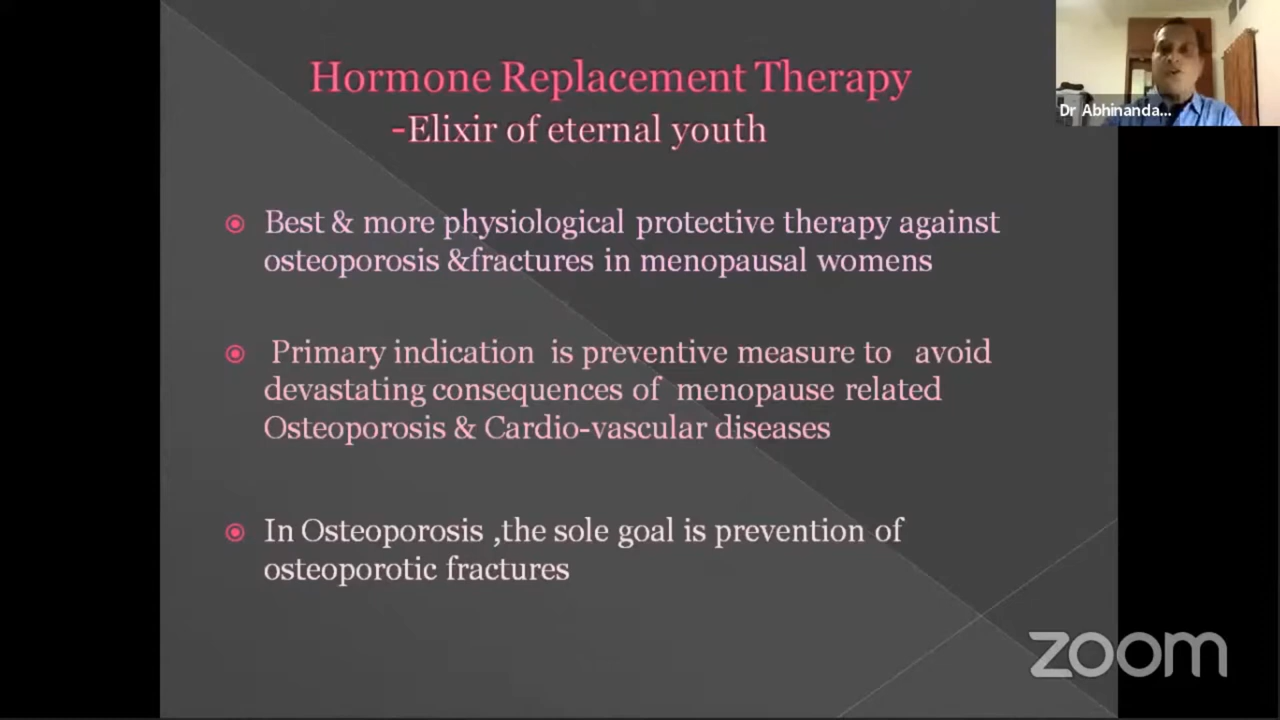 Hormone Replacement Therapy
-Elixir of eternal youth
Dr Abhinanda...
Best & more physiological protective therapy against
osteoporosis &fractures in menopausal womens
Primary indication is preventive measure to avoid
devastating consequences of menopause related
Osteoporosis & Cardio-vascular diseases
In Osteoporosis ,the sole goal is prevention of
osteoporotic fractures
zoom